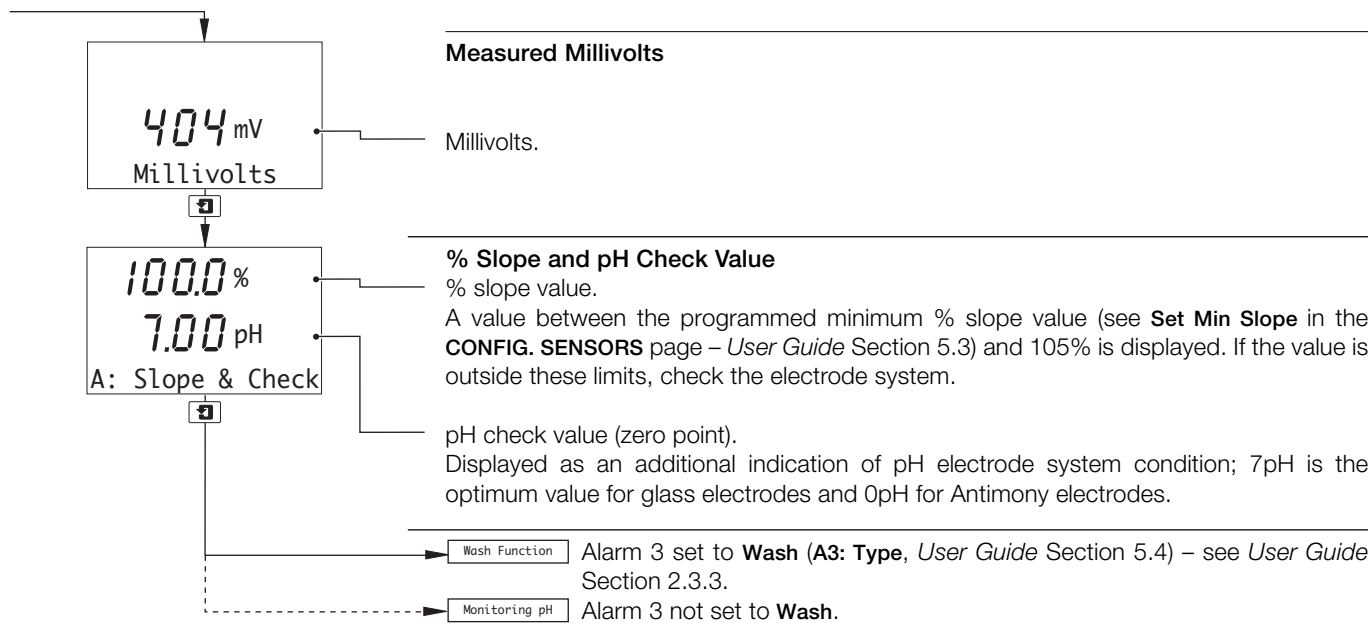 Measured Millivolts
404 mV
Millivolts
Millivolts.
% Slope and pH Check Value
100.0 %
7.00 pH
A: Slope & Check
% slope value.
A value between the programmed minimum % slope value (see Set Min Slope in the
CONFIG. SENSORS page – User Guide Section 5.3) and 105% is displayed. If the value is
outside these limits, check the electrode system.
pH check value (zero point).
Displayed as an additional indication of pH electrode system condition; 7pH is the
optimum value for glass electrodes and 0pH for Antimony electrodes.
Wash Function Alarm 3 set to Wash (A3: Type, User Guide Section 5.4) – see User Guide
Section 2.3.3.
Monitoring pH Alarm 3 not set to Wash.